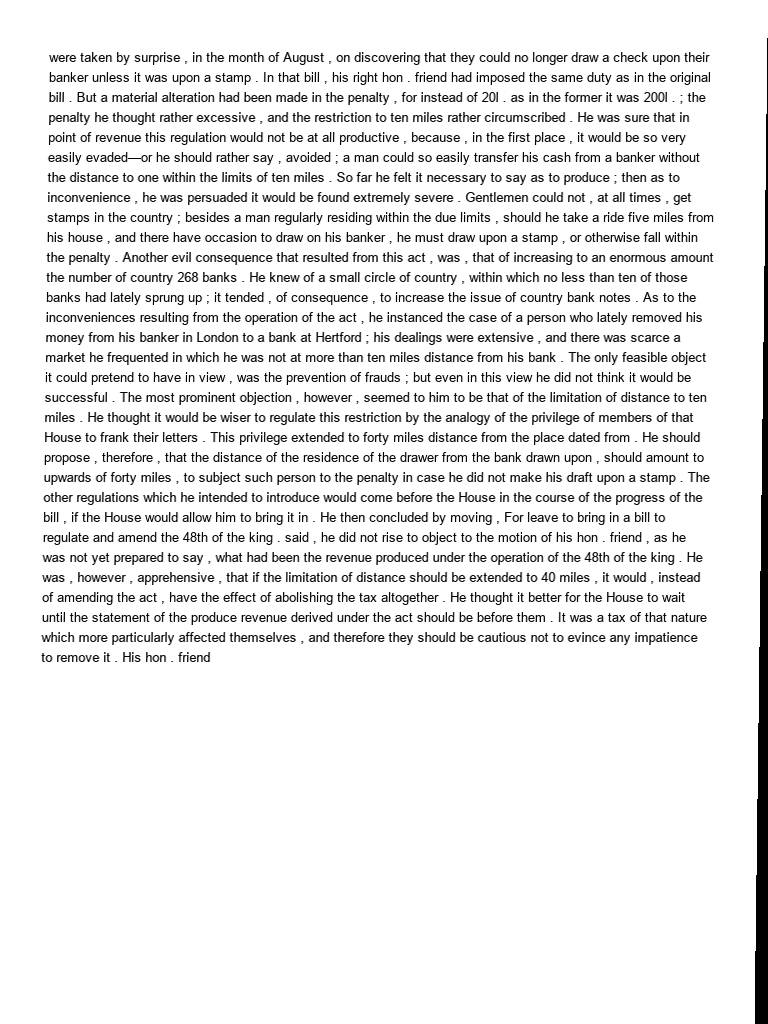 were taken by surprise , in the month of August , on discovering that they could no longer draw a check upon their
banker unless it was upon a stamp . In that bill , his right hon . friend had imposed the same duty as in the original
bill . But a material alteration had been made in the penalty , for instead of 20l . as in the former it was 200l . ; the
penalty he thought rather excessive , and the restriction to ten miles rather circumscribed . He was sure that in
point of revenue this regulation would not be at all productive , because , in the first place , it would be so very
easily evaded—or he should rather say , avoided ; a man could so easily transfer his cash from a banker without
the distance to one within the limits of ten miles . So far he felt it necessary to say as to produce ; then as to
inconvenience , he was persuaded it would be found extremely severe . Gentlemen could not , at all times , get
stamps in the country ; besides a man regularly residing within the due limits , should he take a ride five miles from
his house , and there have occasion to draw on his banker , he must draw upon a stamp , or otherwise fall within
the penalty . Another evil consequence that resulted from this act , was , that of increasing to an enormous amount
the number of country 268 banks . He knew of a small circle of country , within which no less than ten of those
banks had lately sprung up ; it tended , of consequence , to increase the issue of country bank notes . As to the
inconveniences resulting from the operation of the act , he instanced the case of a person who lately removed his
money from his banker in London to a bank at Hertford ; his dealings were extensive , and there was scarce a
market he frequented in which he was not at more than ten miles distance from his bank . The only feasible object
it could pretend to have in view , was the prevention of frauds ; but even in this view he did not think it would be
successful . The most prominent objection , however , seemed to him to be that of the limitation of distance to ten
miles . He thought it would be wiser to regulate this restriction by the analogy of the privilege of members of that
House to frank their letters . This privilege extended to forty miles distance from the place dated from . He should
propose , therefore , that the distance of the residence of the drawer from the bank drawn upon , should amount to
upwards of forty miles , to subject such person to the penalty in case he did not make his draft upon a stamp . The
other regulations which he intended to introduce would come before the House in the course of the progress of the
bill , if the House would allow him to bring it in . He then concluded by moving , For leave to bring in a bill to
regulate and amend the 48th of the king . said , he did not rise to object to the motion of his hon . friend , as he
was not yet prepared to say , what had been the revenue produced under the operation of the 48th of the king . He
was , however , apprehensive , that if the limitation of distance should be extended to 40 miles , it would , instead
of amending the act , have the effect of abolishing the tax altogether . He thought it better for the House to wait
until the statement of the produce revenue derived under the act should be before them . It was a tax of that nature
which more particularly affected themselves , and therefore they should be cautious not to evince any impatience
to remove it . His hon . friend